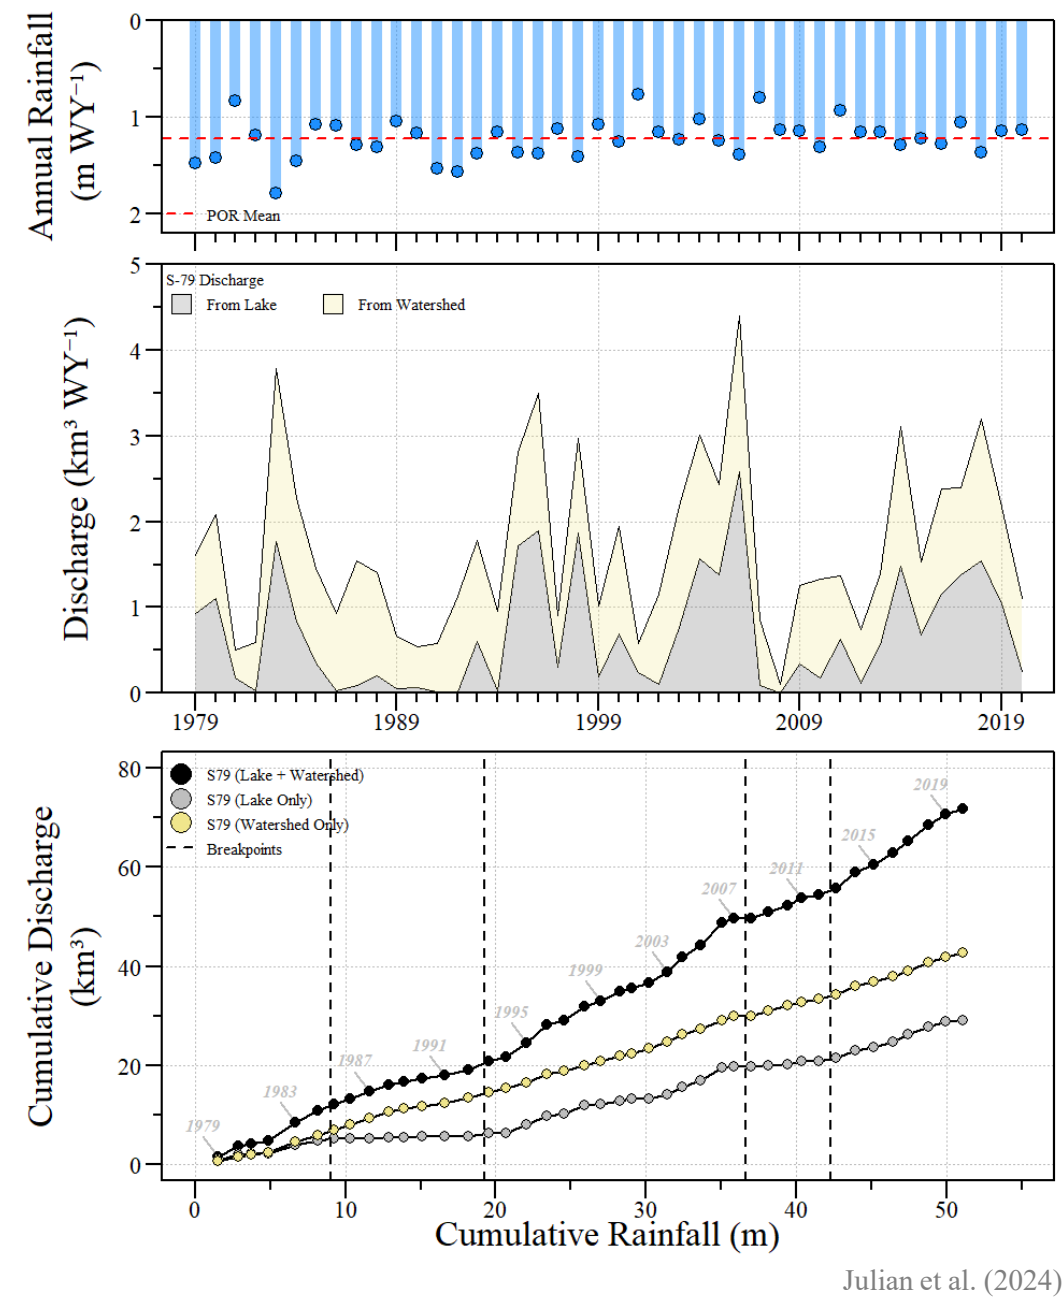 Annual Rainfall
(m WY⁻¹)
0
1
2
POR Mean
Discharge (km³ WY⁻¹)
5
4
3
2
1
0
S-79 Discharge
From Lake
From Watershed
1979
1989
1999
2009
2019
Cumulative Discharge
(km³)
80
60
40
20
0
S79 (Lake + Watershed)
S79 (Lake Only)
S79 (Watershed Only)
Breakpoints
1979
1983
1987
1991
1995
1999
2003
2007
2011
2015
2019
0
10
20
30
40
50
Cumulative Rainfall (m)
Julian et al. (2024)